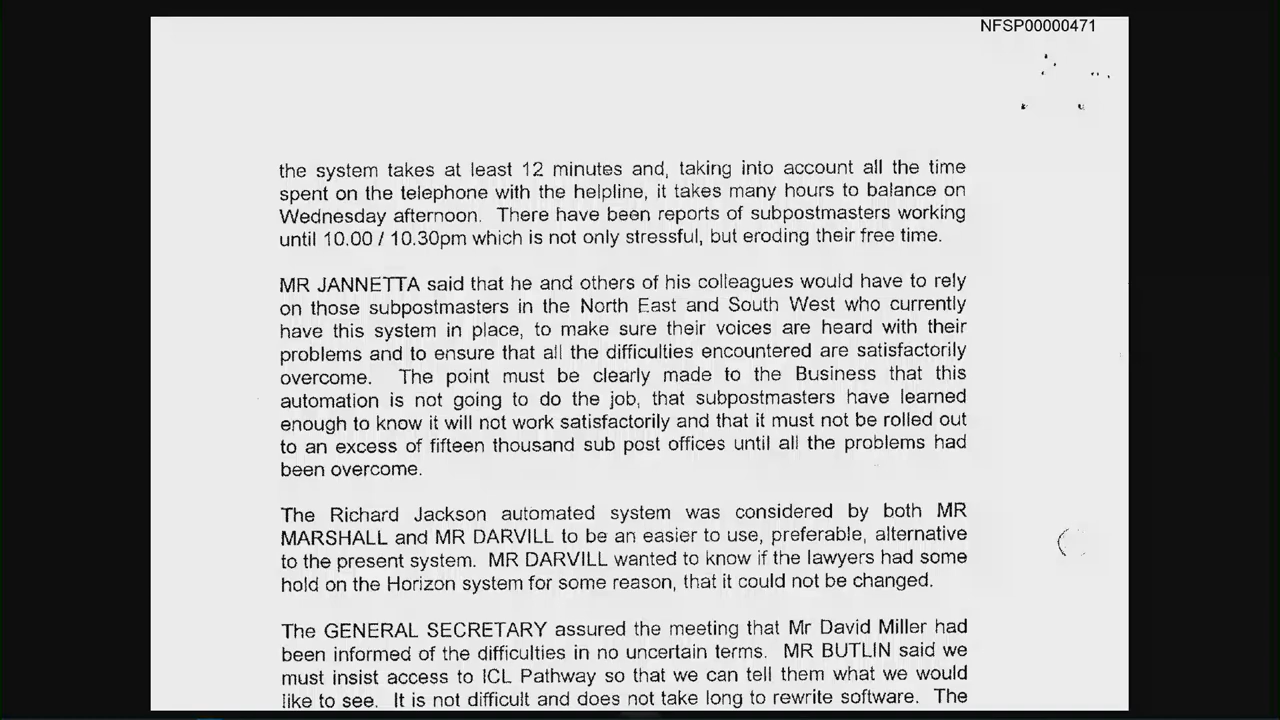 NFSP00000471
the system takes at least 12 minutes and, taking into account all the time
spent on the telephone with the helpline, it takes many hours to balance on
Wednesday afternoon. There have been reports of subpostmasters working
until 10.00 / 10.30pm which is not only stressful, but eroding their free time.
MR JANNETTA said that he and others of his colleagues would have to rely
on those subpostmasters in the North East and South West who currently
have this system in place, to make sure their voices are heard with their
problems and to ensure that all the difficulties encountered are satisfactorily
overcome. The point must be clearly made to the Business that this
automation is not going to do the job, that subpostmasters have learned
enough to know it will not work satisfactorily and that it must not be rolled out
to an excess of fifteen thousand sub post offices until all the problems had
been overcome.
The Richard Jackson automated system was considered by both MR
MARSHALL and MR DARVILL to be an easier to use, preferable, alternative
to the present system. MR DARVILL wanted to know if the lawyers had some
hold on the Horizon system for some reason, that it could not be changed.
The GENERAL SECRETARY assured the meeting that Mr David Miller had
been informed of the difficulties in no uncertain terms. MR BUTLIN said we
must insist access to ICL Pathway so that we can tell them what we would
like to see. It is not difficult and does not take long to rewrite software. The